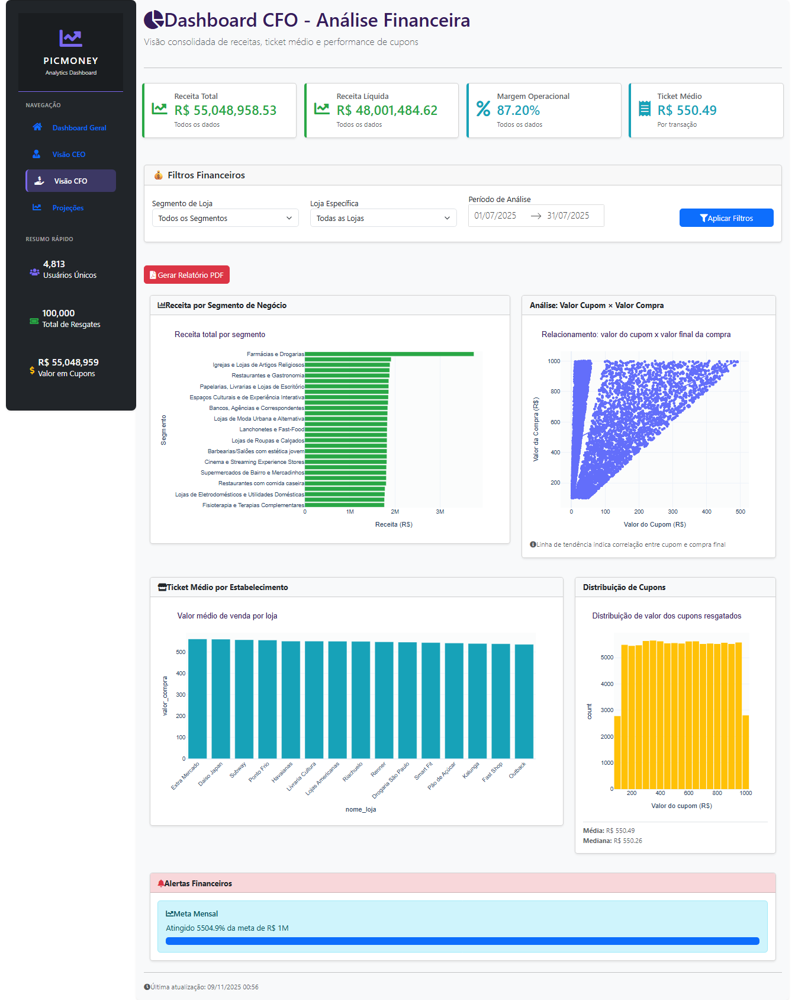 PICMONEY
Analytics Dashboard
NAVEGAÇÃO
Dashboard Geral
Visão CEO
Visão CFO
Projeções
RESUMO RÁPIDO
4,813
Usuários Únicos
100,000
Total de Resgates
R$ 55,048,959
Valor em Cupons
Dashboard CFO - Análise Financeira
Visão consolidada de receitas, ticket médio e performance de cupons
Receita Total
R$ 55,048,958.53
Todos os dados
Receita Líquida
R$ 48,001,484.62
Todos os dados
Margem Operacional
87.20%
Todos os dados
Ticket Médio
R$ 550.49
Por transação
Filtros Financeiros
Segmento de Loja
Todos os Segmentos
Loja Específica
Todas as Lojas
Período de Análise
01/07/2025 → 31/07/2025
Aplicar Filtros
Gerar Relatório PDF
Receita por Segmento de Negócio
Receita total por segmento
Segmento
Farmácias e Drogarias
Igrejas e Lojas de Artigos Religiosos
Restaurantes e Gastronomia
Papelarias, Livrarias e Lojas de Escritório
Espaços Culturais e de Experiência Interativa
Bancos, Agências e Correspondentes
Lojas de Moda Urbana e Alternativa
Lanchonetes e Fast-Food
Lojas de Roupas e Calçados
Barbearias/Salões com estética jovem
Cinema e Streaming Experience Stores
Supermercados de Bairro e Mercadinhos
Restaurantes com comida caseira
Lojas de Eletrodomésticos e Utilidades Domésticas
Fisioterapia e Terapias Complementares
0 1M 2M 3M
Receita (R$)
Análise: Valor Cupom × Valor Compra
Relacionamento: valor do cupom x valor final da compra
Valor da Compra (R$)
1000
800
600
400
200
0 100 200 300 400 500
Valor do Cupom (R$)
Linha de tendência indica correlação entre cupom e compra final
Ticket Médio por Estabelecimento
Valor médio de venda por loja
valor_compra
500
400
300
200
100
0
Extra Mercado
Daiso Japan
Subway
Ponto Frio
Havaianas
Livraria Cultura
Lojas Americanas
Riachuelo
Renner
Drogaria São Paulo
Smart Fit
Pão de Açúcar
Kalunga
Fast Shop
Outback
nome_loja
Distribuição de Cupons
Distribuição de valor dos cupons resgatados
count
5000
4000
3000
2000
1000
0
200 400 600 800 1000
Valor do cupom (R$)
Média: R$ 550.49
Mediana: R$ 550.26
Alertas Financeiros
Meta Mensal
Atingido 5504.9% da meta de R$ 1M
Última atualização: 09/11/2025 00:56